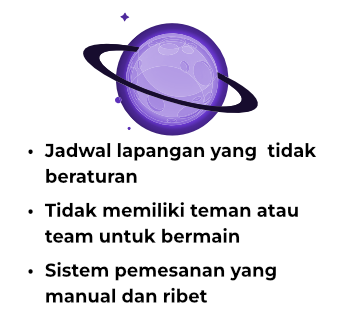 • Jadwal lapangan yang  tidak
beraturan
• Tidak memiliki teman atau
team untuk bermain
• Sistem pemesanan yang
manual dan ribet